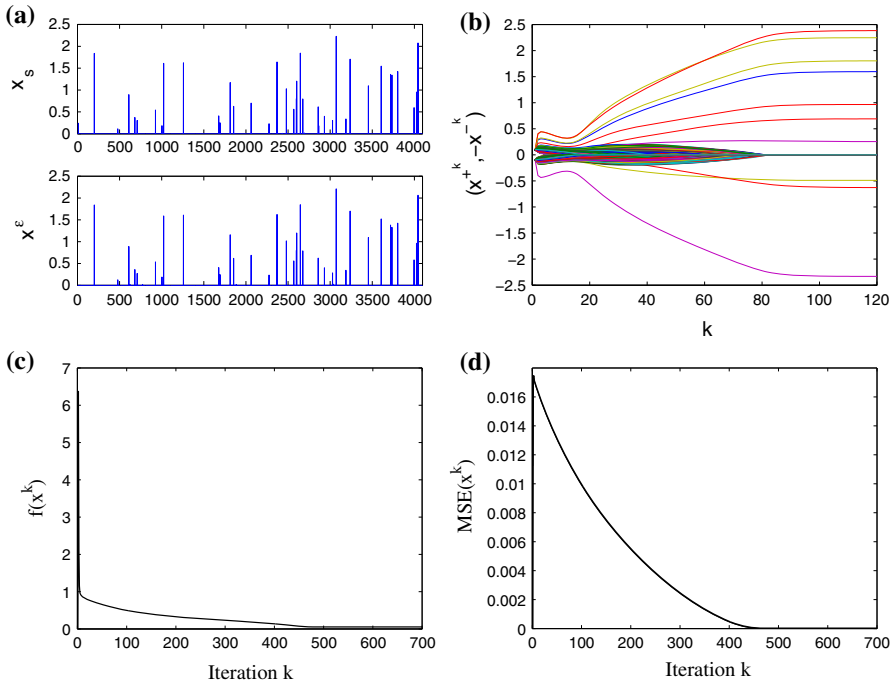 (a)
2.5
2
1.5
1
0.5
0
x_s
0 500 1000 1500 2000 2500 3000 3500 4000
2.5
2
1.5
1
0.5
0
x^ε
0 500 1000 1500 2000 2500 3000 3500 4000
(b)
2.5
2
1.5
1
0.5
0
−0.5
−1
−1.5
−2
−2.5
(x^{+k},−x^{−k})
0 20 40 60 80 100 120
k
(c)
7
6
5
4
3
2
1
0
f(x^k)
0 100 200 300 400 500 600 700
Iteration k
(d)
0.016
0.014
0.012
0.01
0.008
0.006
0.004
0.002
0
MSE(x^k)
0 100 200 300 400 500 600 700
Iteration k